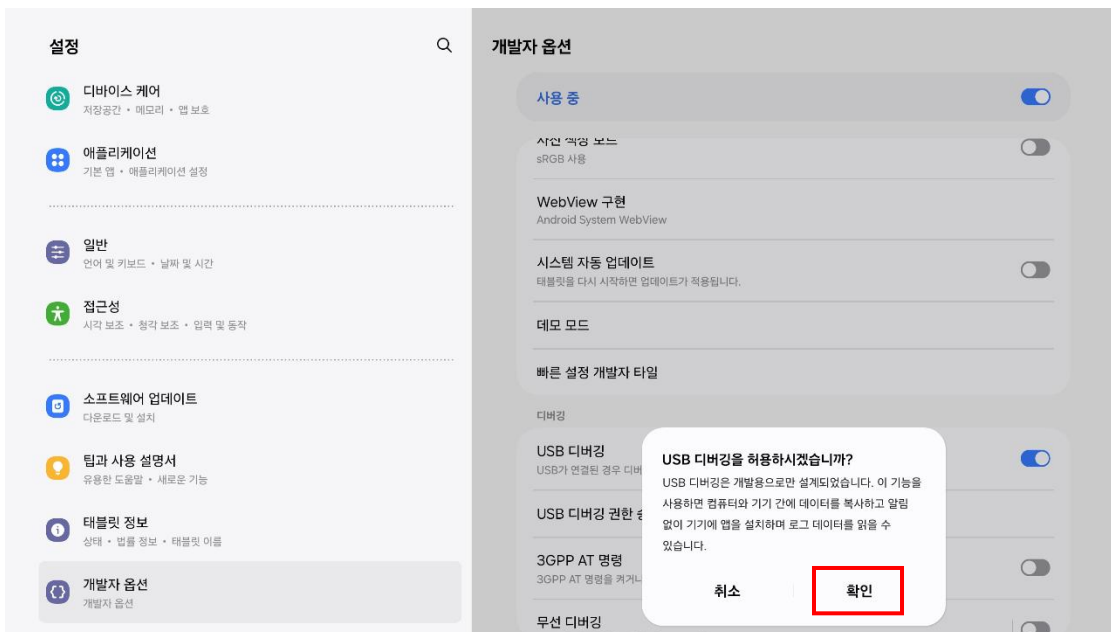 설정
디바이스 케어
저장공간 • 메모리 • 앱 보호
애플리케이션
기본 앱 • 애플리케이션 설정
일반
언어 및 키보드 • 날짜 및 시간
접근성
시각 보조 • 청각 보조 • 입력 및 동작
소프트웨어 업데이트
다운로드 및 설치
팁과 사용 설명서
유용한 도움말 • 새로운 기능
태블릿 정보
상태 • 법률 정보 • 태블릿 이름
개발자 옵션
개발자 옵션
개발자 옵션
사용 중
사진 색상 모드
sRGB 사용
WebView 구현
Android System WebView
시스템 자동 업데이트
태블릿을 다시 시작하면 업데이트가 적용됩니다.
데모 모드
빠른 설정 개발자 타일
디버깅
USB 디버깅
USB가 연결된 경우
USB 디버깅 권한
3GPP AT 명령
3GPP AT 명령을
무선 디버깅
USB 디버깅을 허용하시겠습니까?
USB 디버깅은 개발용으로만 설계되었습니다. 이 기능을
사용하면 컴퓨터와 기기 간에 데이터를 복사하고 알림
없이 기기에 앱을 설치하며 로그 데이터를 읽을 수
있습니다.
취소
확인